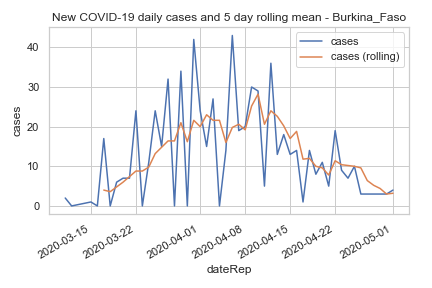 New COVID-19 daily cases and 5 day rolling mean - Burkina_Faso
cases
cases (rolling)
cases
40
30
20
10
0
2020-03-15
2020-03-22
2020-04-01
2020-04-08
2020-04-15
2020-04-22
2020-05-01
dateRep